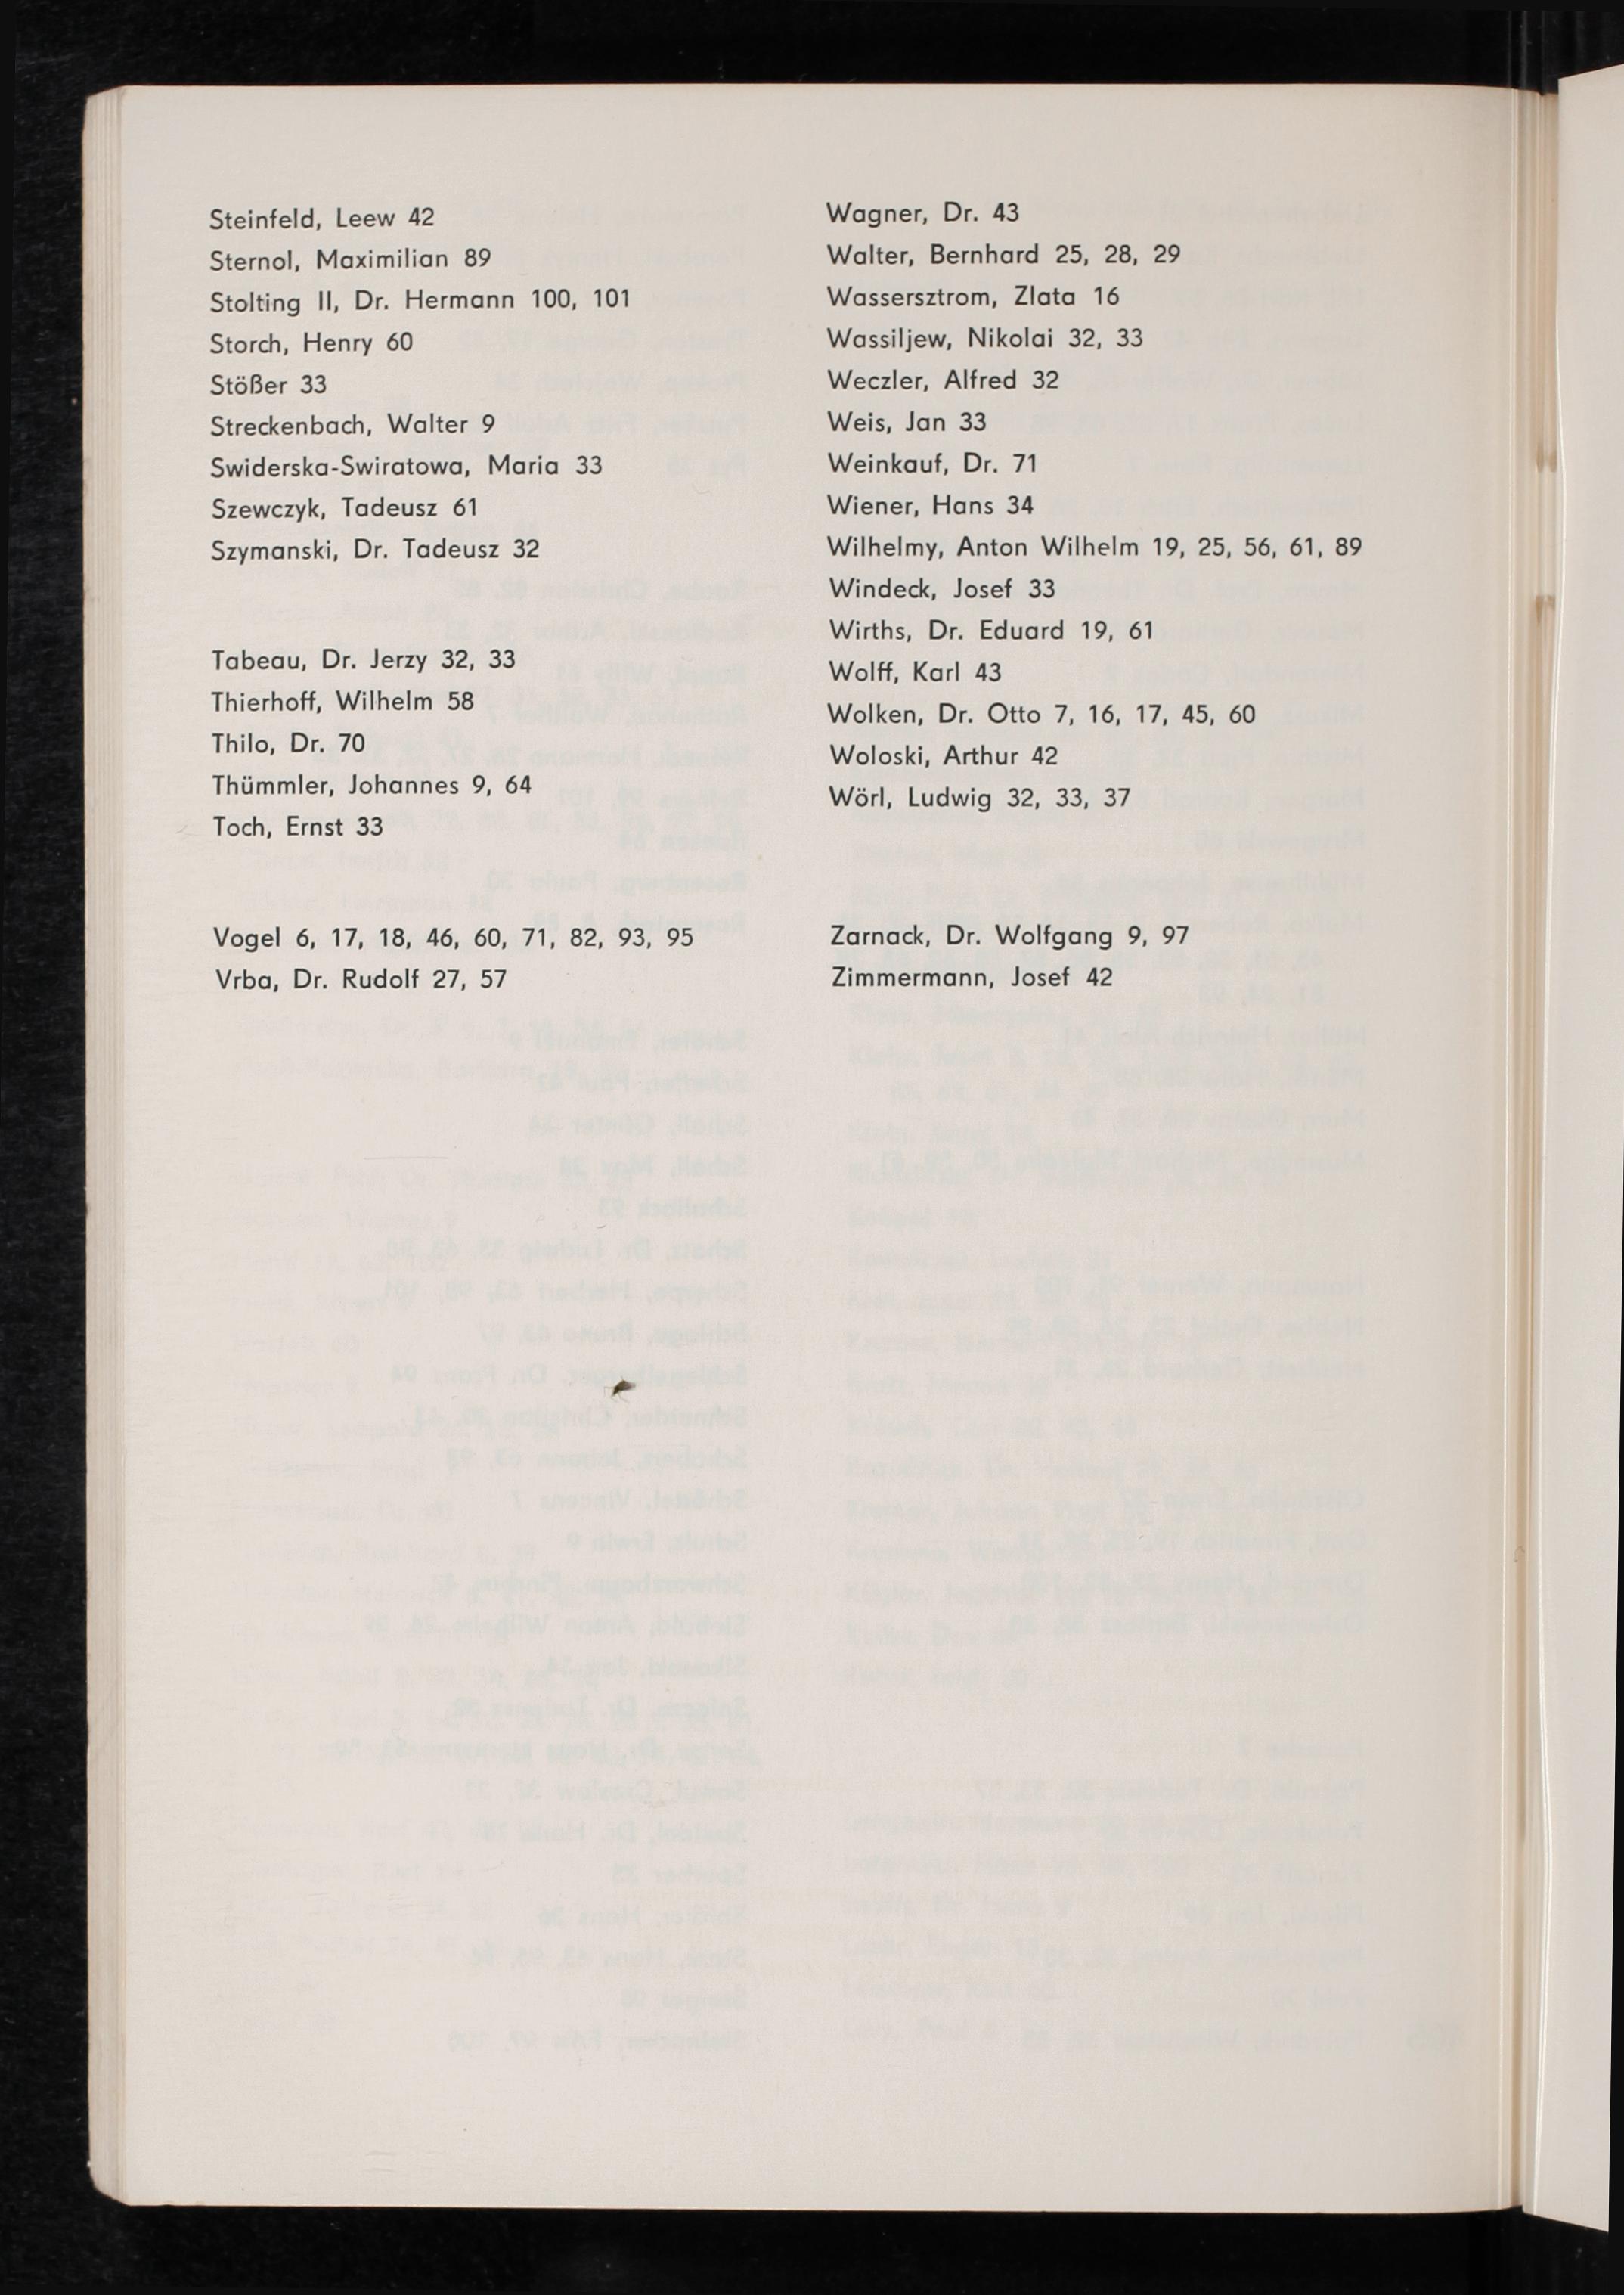 Steinfeld, Leew 42
Sternol, Maximilian 89
Stolting II, Dr. Hermann 100, 101
Storch, Henry 60
Stößer 33
Streckenbach, Walter 9
Swiderska-Swiratowa, Maria 33
Szewczyk, Tadeusz 61
Szymanski, Dr. Tadeusz 32
Tabeau, Dr. Jerzy 32, 33
Thierhoff, Wilhelm 58
Thilo, Dr. 70
Thümmler, Johannes 9, 64
Toch, Ernst 33
Vogel 6, 17, 18, 46, 60, 71, 82, 93, 95
Vrba, Dr. Rudolf 27, 57
Wagner, Dr. 43
Walter, Bernhard 25, 28, 29
Wassersztrom, Zlata 16
Wassiljew, Nikolai 32, 33
Weczler, Alfred 32
Weis, Jan 33
Weinkauf, Dr. 71
Wiener, Hans 34
Wilhelmy, Anton Wilhelm 19, 25, 56, 61, 89
Windeck, Josef 33
Wirths, Dr. Eduard 19, 61
Wolff, Karl 43
Wolken, Dr. Otto 7, 16, 17, 45, 60
Woloski, Arthur 42
Wörl, Ludwig 32, 33, 37
Zarnack, Dr. Wolfgang 9, 97
Zimmermann, Josef 42